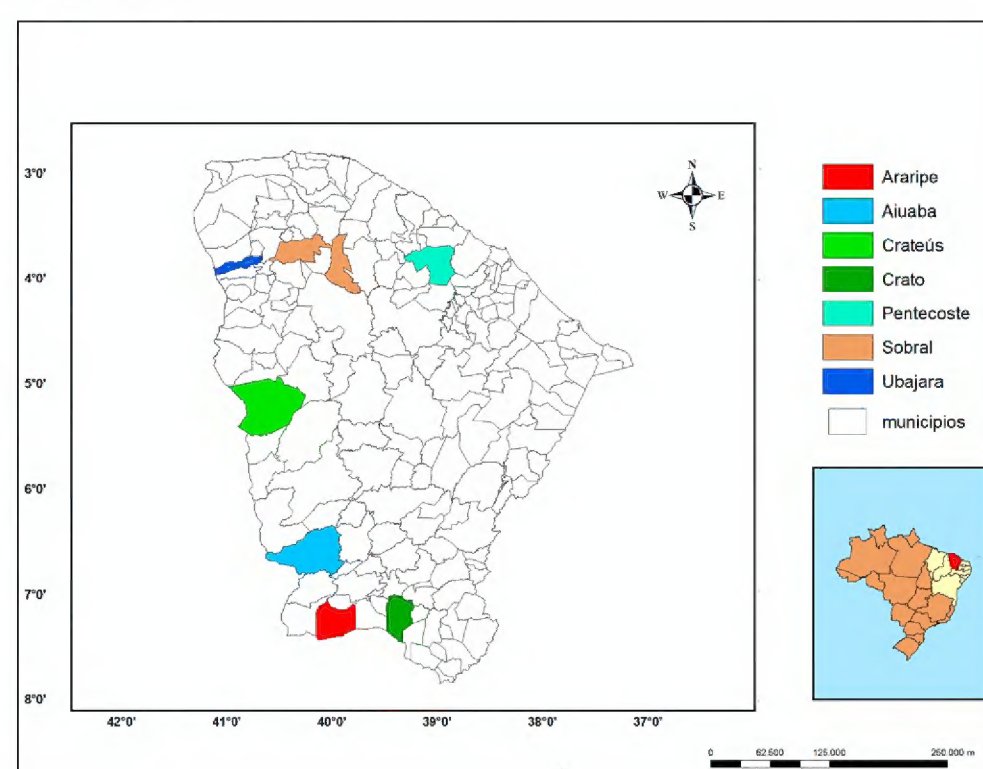 N
W E
S
3°0'
4°0'
5°0'
6°0'
7°0'
8°0'
42°0' 41°0' 40°0' 39°0' 38°0' 37°0'
Araripe
Aiuaba
Crateús
Crato
Pentecoste
Sobral
Ubajara
municipios
0 62.500 125.000 250.000 m